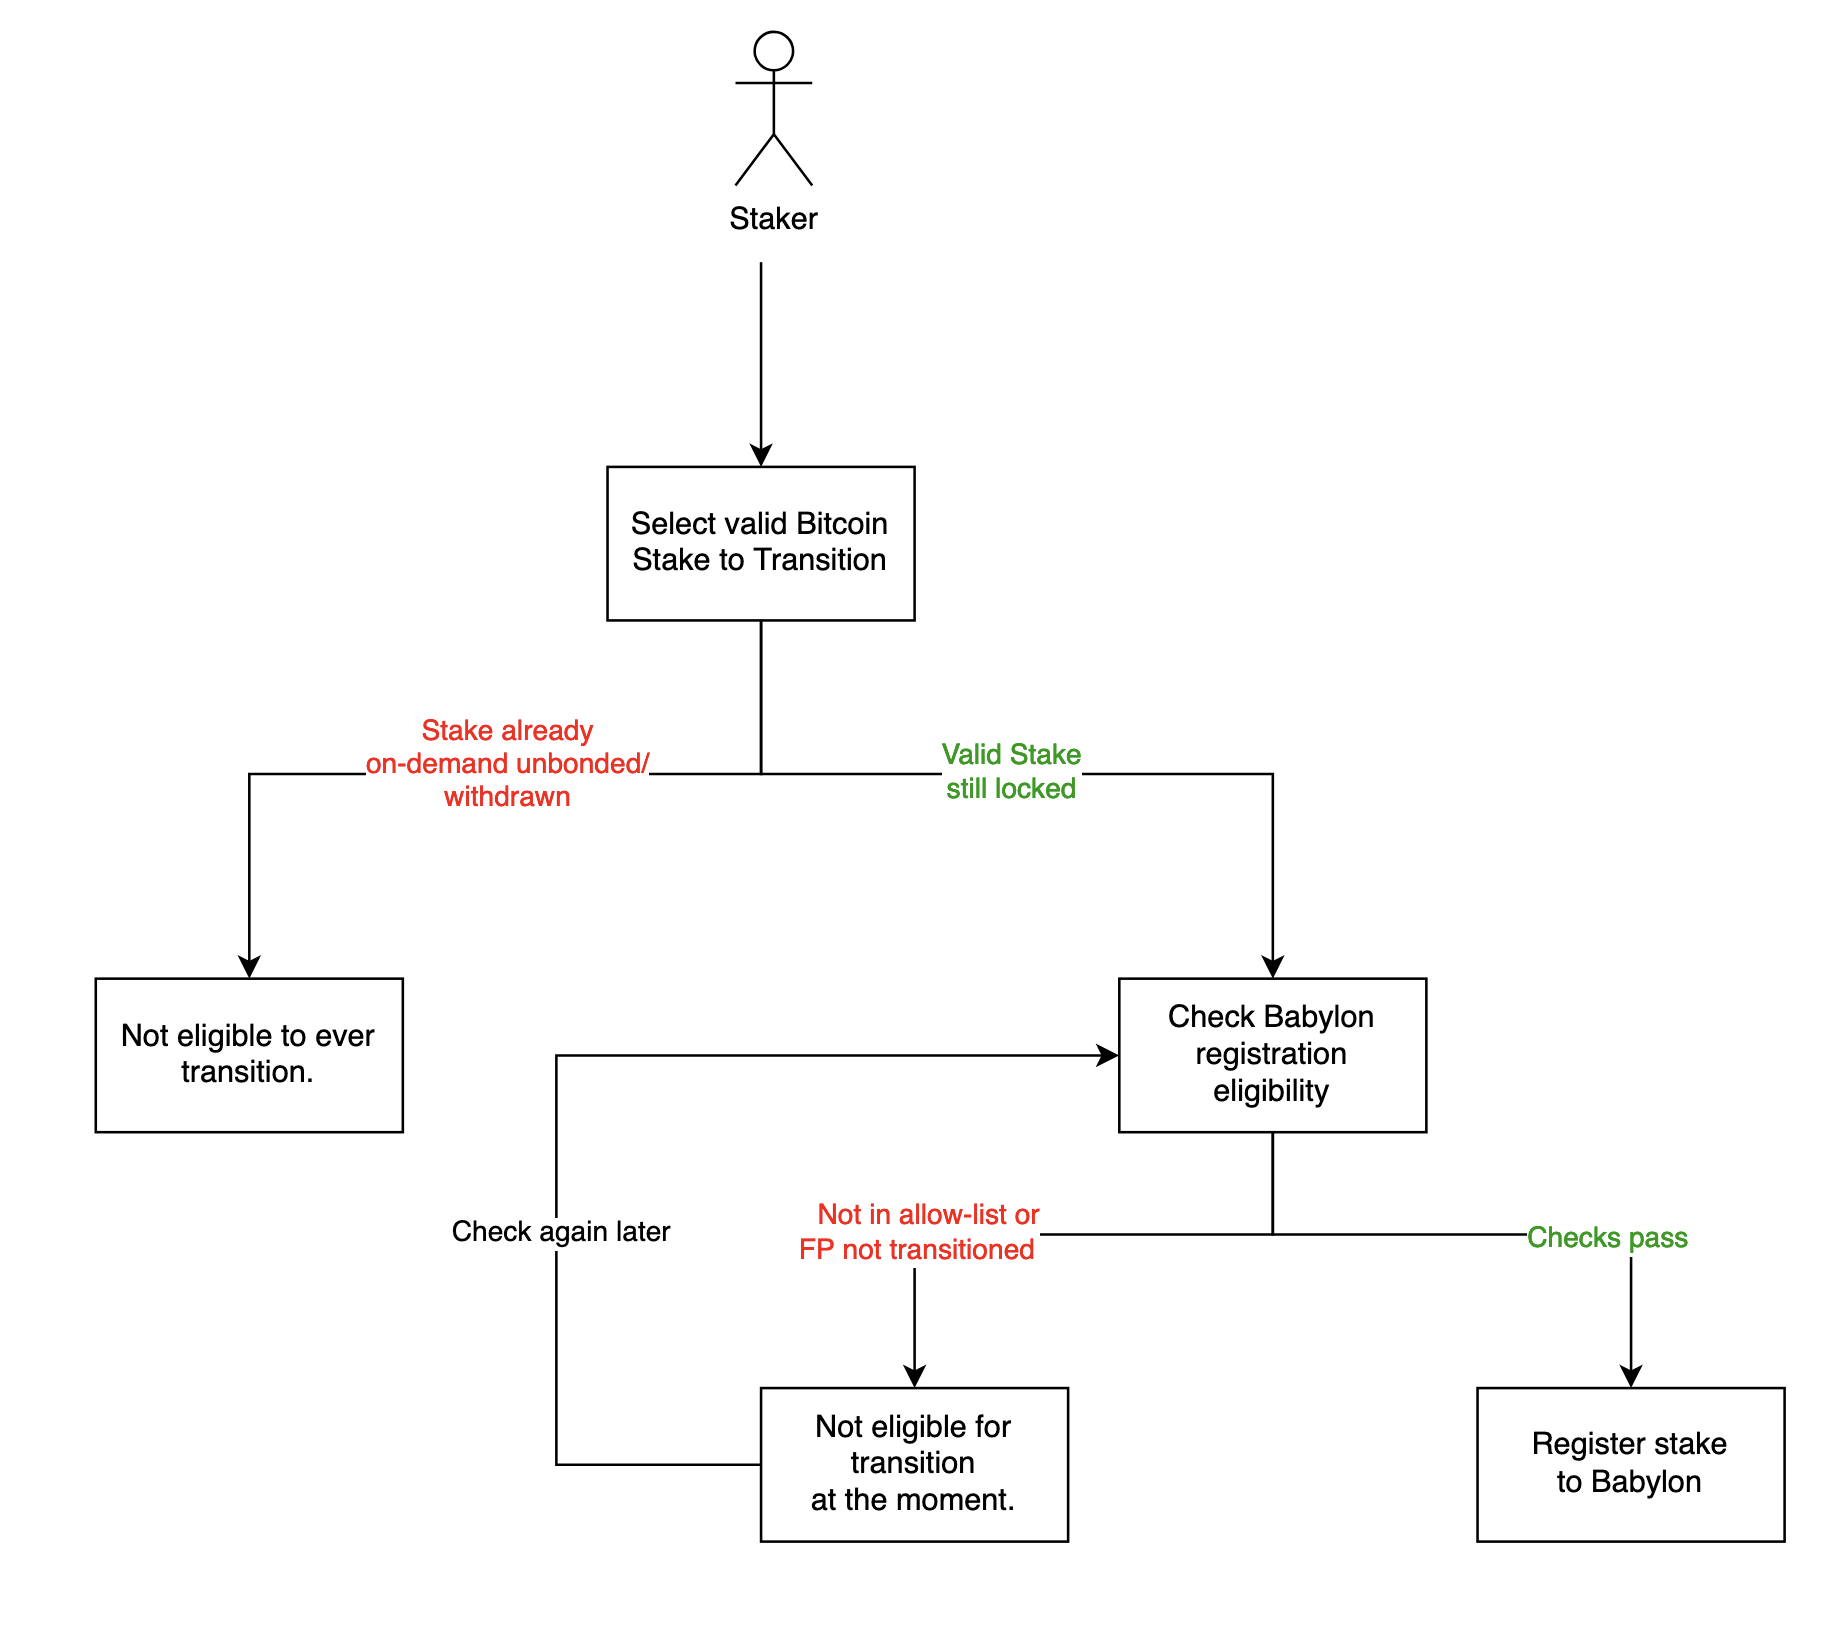 Staker
Select valid Bitcoin
Stake to Transition
Stake already
on-demand unbonded/
withdrawn
Valid Stake
still locked
Not eligible to ever
transition.
Check Babylon
registration
eligibility
Check again later
Not in allow-list or
FP not transitioned
Checks pass
Not eligible for
transition
at the moment.
Register stake
to Babylon